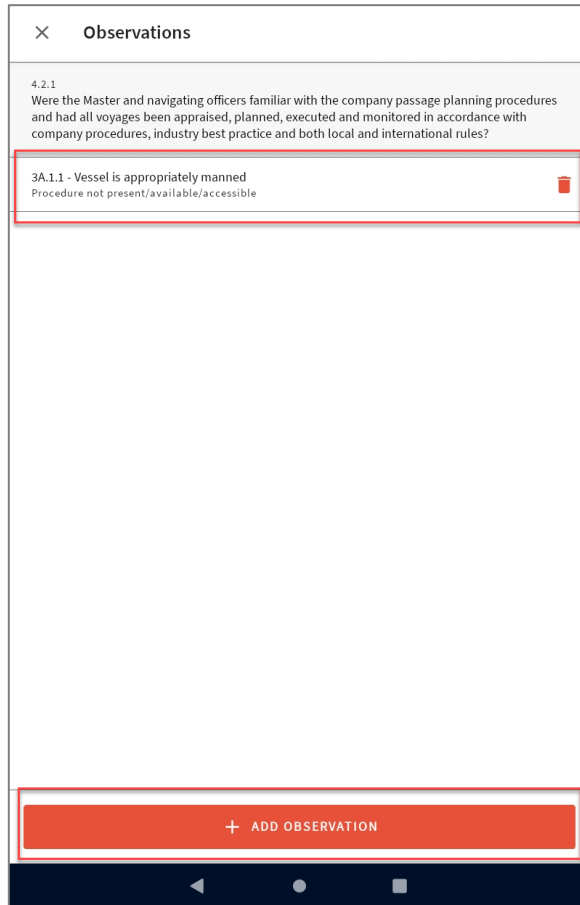 Observations
4.2.1
Were the Master and navigating officers familiar with the company passage planning procedures
and had all voyages been appraised, planned, executed and monitored in accordance with
company procedures, industry best practice and both local and international rules?
3A.1.1 - Vessel is appropriately manned
Procedure not present/available/accessible
ADD OBSERVATION